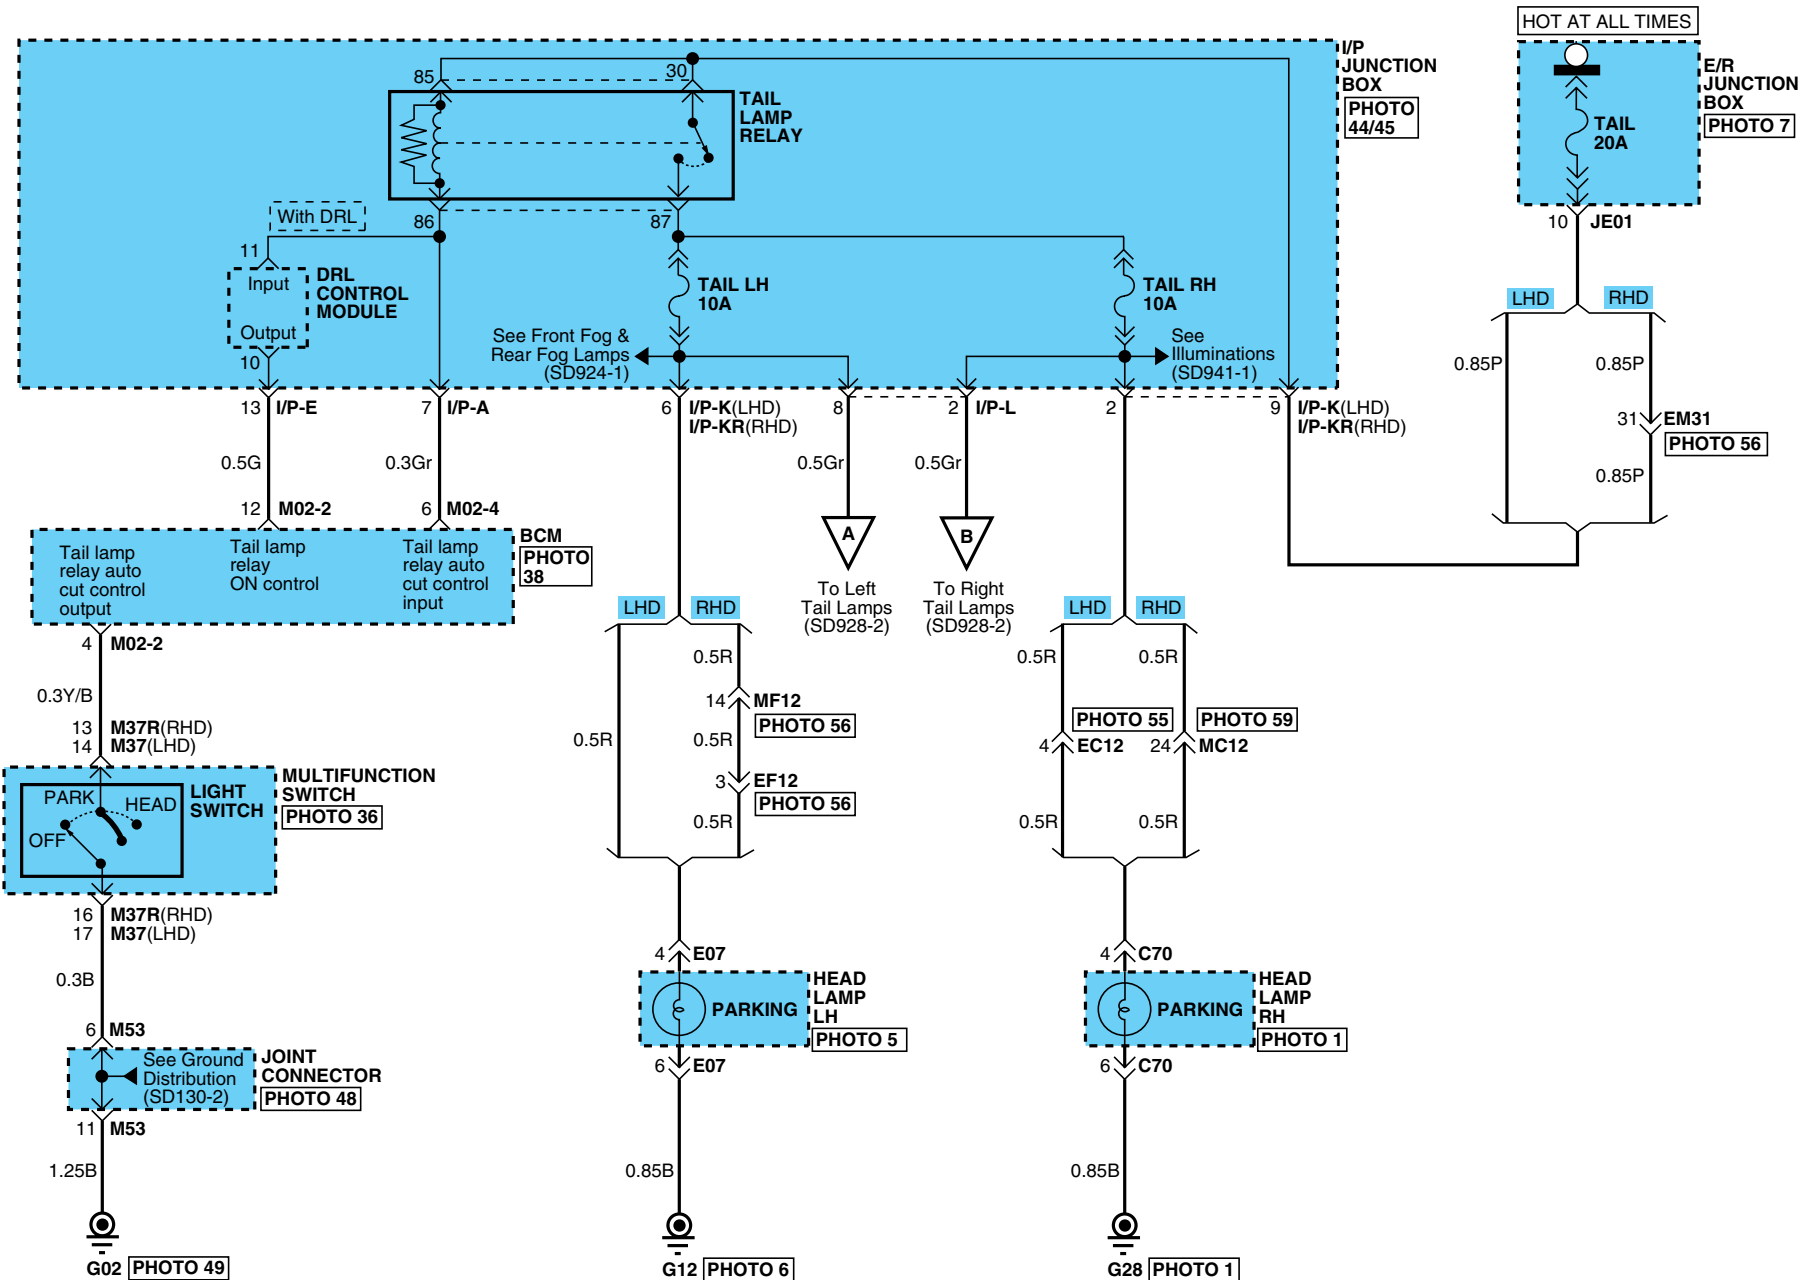 HOT AT ALL TIMES
I/P
JUNCTION
BOX
PHOTO
44/45
E/R
JUNCTION
BOX
PHOTO 7
TAIL
20A
10
JE01
85
30
TAIL
LAMP
RELAY
86
87
With DRL
11
Input
Output
10
DRL
CONTROL
MODULE
TAIL LH
10A
TAIL RH
10A
See Front Fog &
Rear Fog Lamps
(SD924-1)
See
Illuminations
(SD941-1)
LHD
RHD
0.85P
0.85P
31
EM31
PHOTO 56
0.85P
13
I/P-E
7
I/P-A
6
I/P-K(LHD)
I/P-KR(RHD)
8
2
I/P-L
2
9
I/P-K(LHD)
I/P-KR(RHD)
0.5G
0.3Gr
0.5Gr
0.5Gr
12
M02-2
6
M02-4
BCM
PHOTO
38
Tail lamp
relay auto
cut control
output
Tail lamp
relay
ON control
Tail lamp
relay auto
cut control
input
A
To Left
Tail Lamps
(SD928-2)
B
To Right
Tail Lamps
(SD928-2)
4
M02-2
0.3Y/B
13
M37R(RHD)
14
M37(LHD)
LIGHT
SWITCH
PARK
HEAD
OFF
MULTIFUNCTION
SWITCH
PHOTO 36
16
M37R(RHD)
17
M37(LHD)
0.3B
6
M53
See Ground
Distribution
(SD130-2)
JOINT
CONNECTOR
PHOTO 48
11
M53
1.25B
G02
PHOTO 49
LHD
RHD
0.5R
0.5R
14
MF12
PHOTO 56
0.5R
3
EF12
PHOTO 56
0.5R
4
E07
PARKING
HEAD
LAMP
LH
PHOTO 5
6
E07
0.85B
G12
PHOTO 6
LHD
RHD
0.5R
0.5R
PHOTO 55
PHOTO 59
4
EC12
24
MC12
0.5R
0.5R
4
C70
PARKING
HEAD
LAMP
RH
PHOTO 1
6
C70
0.85B
G28
PHOTO 1